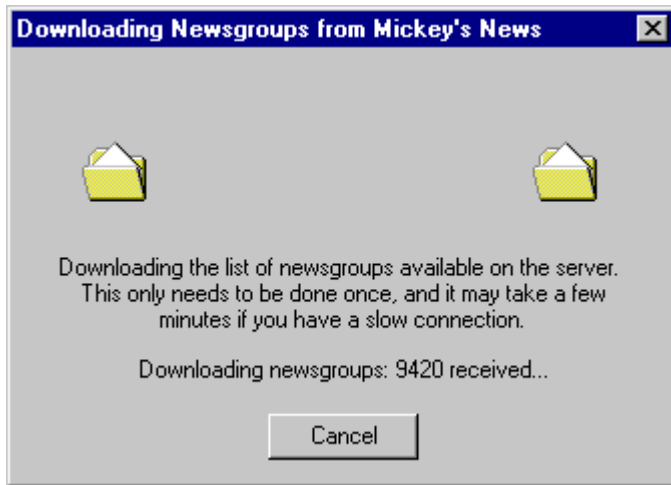 Downloading Newsgroups from Mickey's News
Downloading the list of newsgroups available on the server.
This only needs to be done once, and it may take a few
minutes if you have a slow connection.
Downloading newsgroups: 9420 received...
Cancel